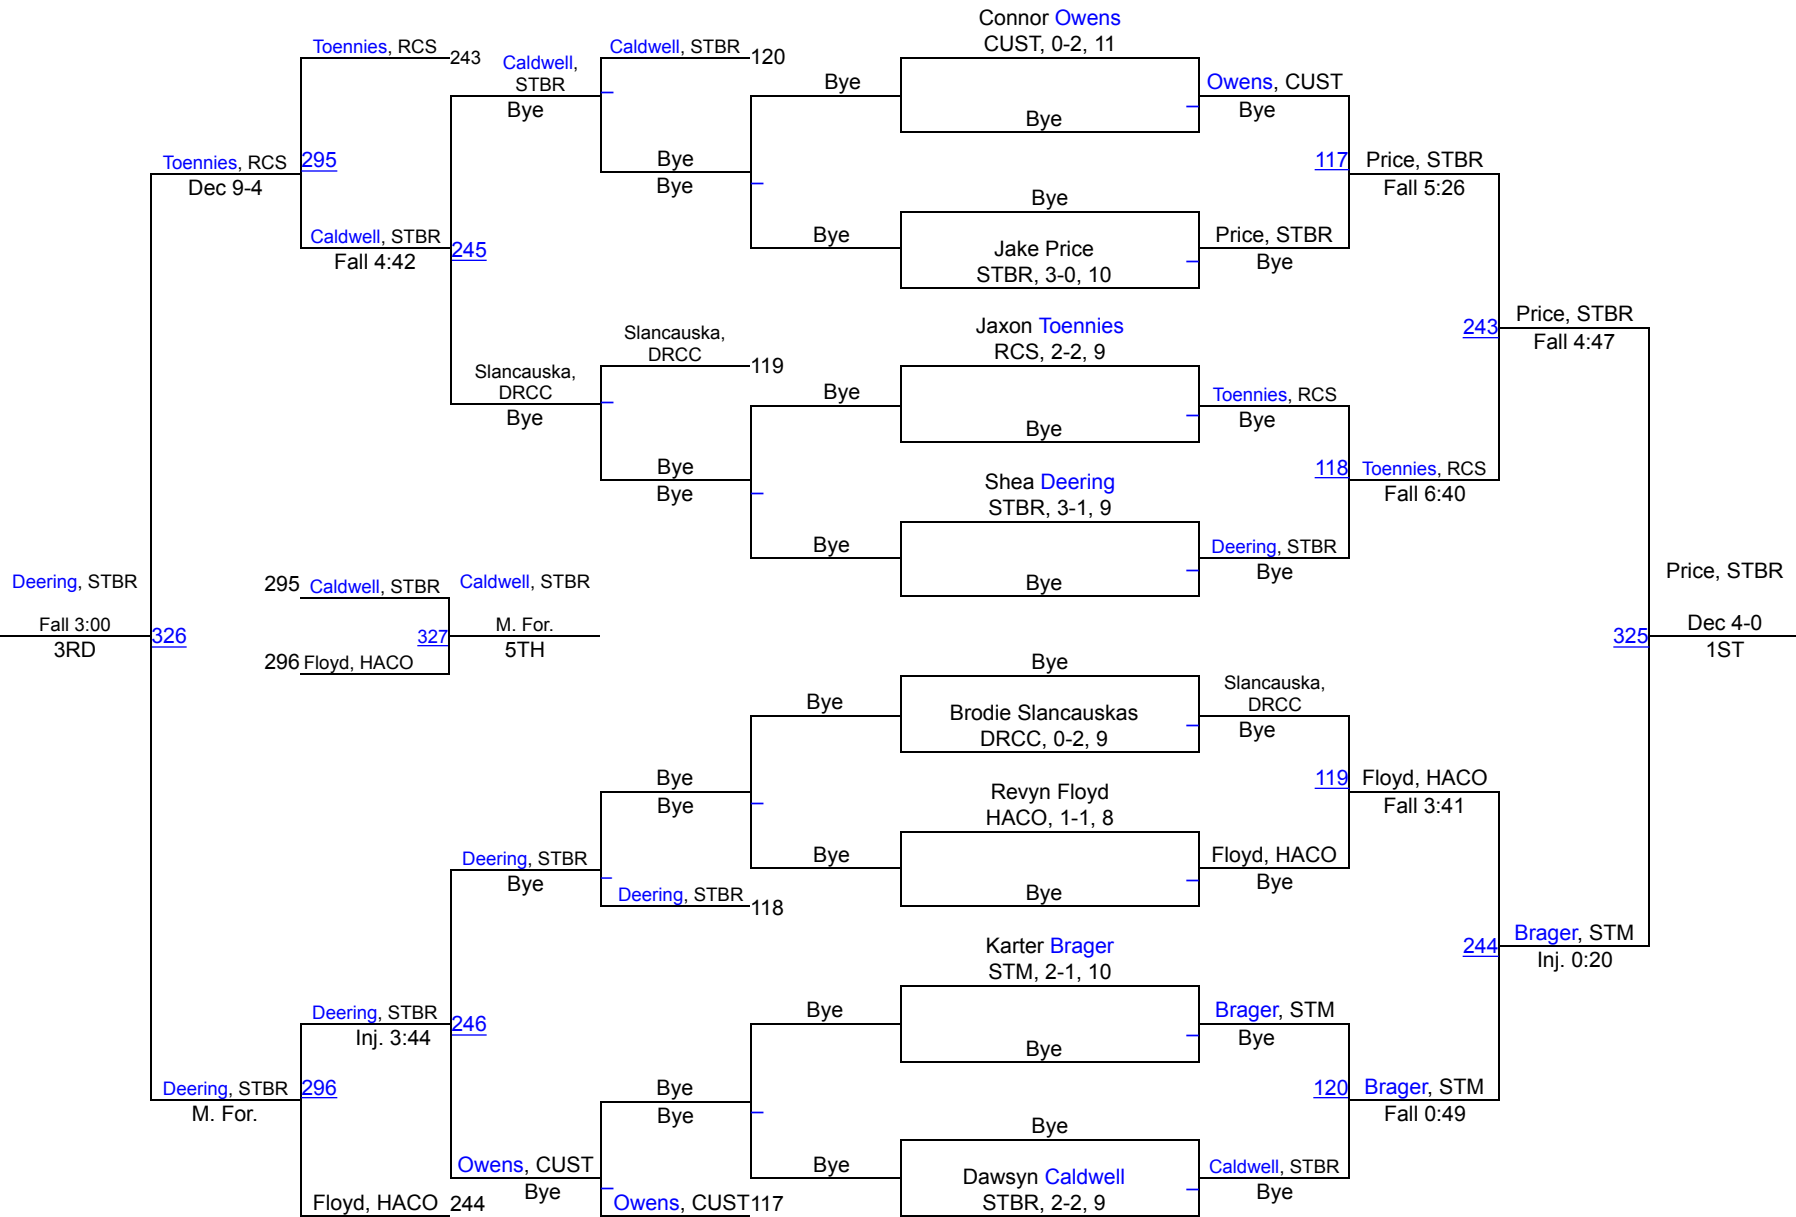 Connor Owens
CUST, 0-2, 11
Toennies, RCS 243
Caldwell, STBR 120
Caldwell,
STBR
Bye
Bye
Bye
Owens, CUST
Bye
Toennies, RCS
Dec 9-4
295
Bye
Bye
117
Price, STBR
Fall 5:26
Bye
Caldwell, STBR
Fall 4:42
245
Bye
Jake Price
STBR, 3-0, 10
Price, STBR
Bye
Slancauska,
DRCC
119
Jaxon Toennies
RCS, 2-2, 9
243
Price, STBR
Fall 4:47
Slancauska,
DRCC
Bye
Bye
Bye
Toennies, RCS
Bye
Bye
Bye
118
Toennies, RCS
Fall 6:40
Shea Deering
STBR, 3-1, 9
Bye
Bye
Deering, STBR
Bye
Deering, STBR
Fall 3:00
3RD
326
295 Caldwell, STBR
296 Floyd, HACO
327
Caldwell, STBR
M. For.
5TH
Price, STBR
325
Dec 4-0
1ST
Bye
Bye
Brodie Slancauskas
DRCC, 0-2, 9
Slancauska,
DRCC
Bye
Bye
Bye
Revyn Floyd
HACO, 1-1, 8
119
Floyd, HACO
Fall 3:41
Deering, STBR
Bye
Bye
Bye
Floyd, HACO
Bye
Deering, STBR 118
Karter Brager
STM, 2-1, 10
244
Brager, STM
Inj. 0:20
Deering, STBR
Inj. 3:44
246
Bye
Bye
Brager, STM
Bye
Deering, STBR
M. For.
296
Bye
Bye
120
Brager, STM
Fall 0:49
Bye
Owens, CUST
Bye
Bye
Dawsyn Caldwell
STBR, 2-2, 9
Caldwell, STBR
Bye
Floyd, HACO 244
Owens, CUST 117